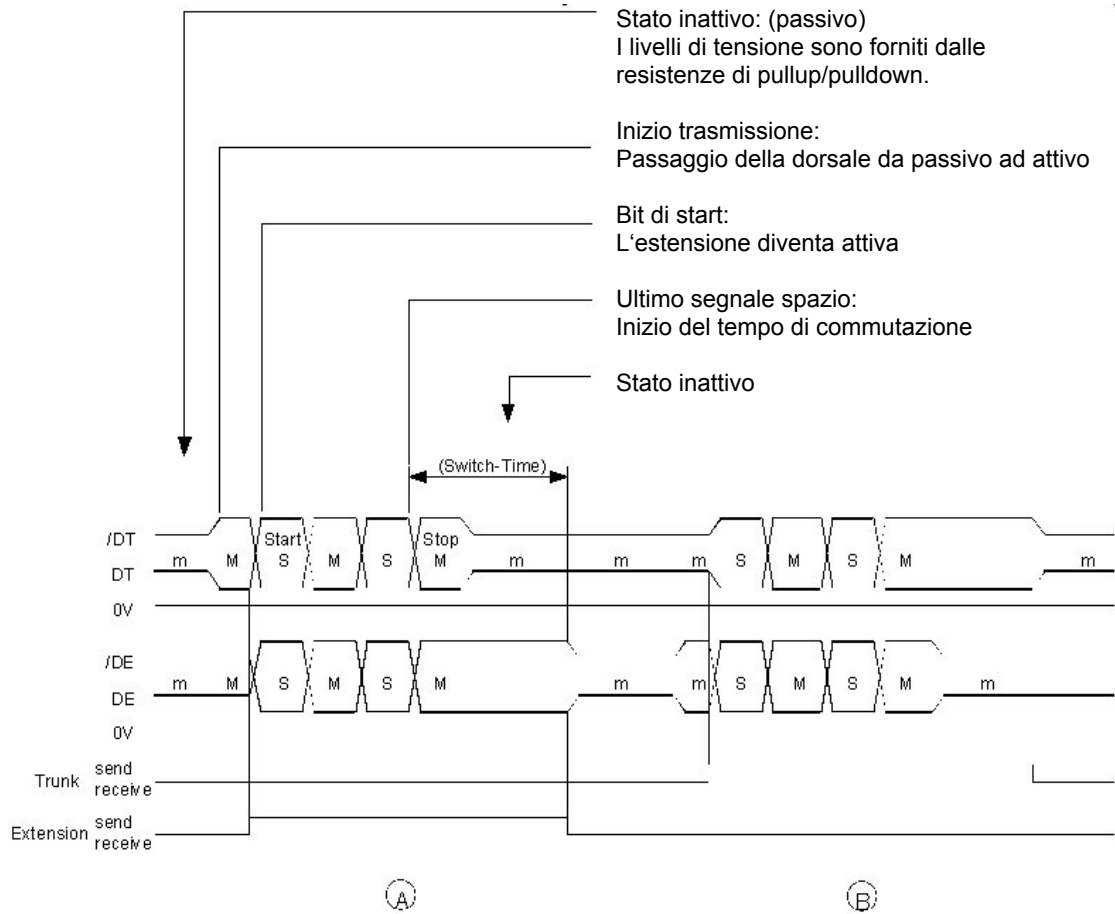 Stato inattivo: (passivo)
I livelli di tensione sono forniti dalle
resistenze di pullup/pulldown.
Inizio trasmissione:
Passaggio della dorsale da passivo ad attivo
Bit di start:
L‘estensione diventa attiva
Ultimo segnale spazio:
Inizio del tempo di commutazione
Stato inattivo
(Switch-Time)
/DT Start Stop
m M S M S M m m m S M S M m
DT
0V
/DE
m M S M S M m m S M S M m
DE
0V
Trunk send
receive
Extension send
receive
A B